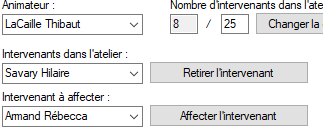 Animateur : Nombre d'intervenants dans l'ate
LaCaille Thibaut 8 / 25 Changer la
Intervenants dans l'atelier :
Savary Hilaire Retirer l'intervenant
Intervenant à affecter :
Armand Rébecca Affecter l'intervenant